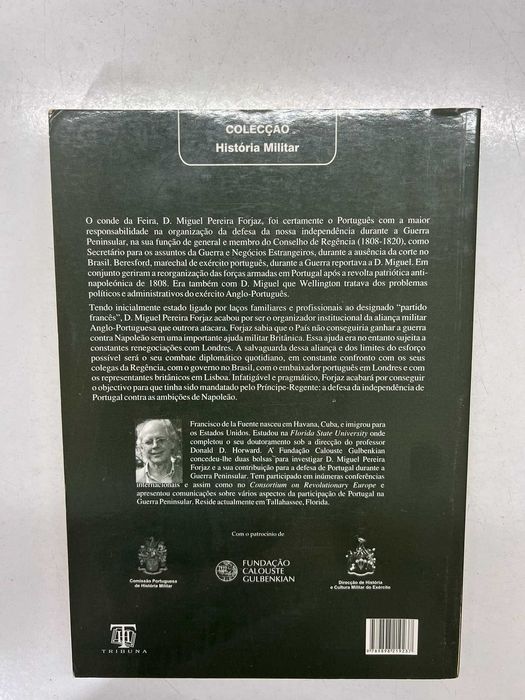 COLECÇÃO
História Militar
O conde da Feira, D. Miguel Pereira Forjaz, foi certamente o Português com a maior
responsabilidade na organização da defesa da nossa independência durante a Guerra
Peninsular, na sua função de general e membro do Conselho de Regência (1808-1820), como
Secretário para os assuntos da Guerra e Negócios Estrangeiros, durante a ausência da corte no
Brasil. Beresford, marechal de exército português, durante a Guerra reportava a D. Miguel. Em
conjunto geriram a reorganização das forças armadas em Portugal após a revolta patriótica anti-
napoleónica de 1808. Era também com D. Miguel que Wellington tratava dos problemas
políticos e administrativos do exército Anglo-Português.
Tendo inicialmente estado ligado por laços familiares e profissionais ao designado "partido
francês", D. Miguel Pereira Forjaz acabou por ser o organizador institucional da aliança militar
Anglo-Portuguesa que outrora atacara. Forjaz sabia que o País não conseguiria ganhar a guerra
contra Napoleão sem uma importante ajuda militar Britânica. Essa ajuda era no entanto sujeita a
constantes renegociações com Londres. A salvaguarda dessa aliança e dos limites do esforço
possível será o seu combate diplomático quotidiano, em constante confronto com os seus
colegas da Regência, com o governo no Brasil, com o embaixador português em Londres e com
os representantes britânicos em Lisboa. Infatigável e pragmático, Forjaz acabará por conseguir
o objectivo para que tinha sido mandatado pelo Príncipe-Regente: a defesa da independência de
Portugal contra as ambições de Napoleão.
Francisco de la Fuente nasceu em Havana, Cuba, e imigrou para
os Estados Unidos. Estudou na Florida State University onde
completou o seu doutoramento sob a direcção do professor
Donald D. Horward. A Fundação Calouste Gulbenkian
concedeu-lhe duas bolsas para investigar D. Miguel Pereira
Forjaz e a sua contribuição para a defesa de Portugal durante a
Guerra Peninsular. Tem participado em inúmeras conferências
internacionais e assim como no Consortium on Revolutionary Europe e
apresentou comunicações sobre vários aspectos da participação de Portugal na
Guerra Peninsular. Reside actualmente em Tallahassee, Florida.
Com o patrocínio de
Comissão Portuguesa
de História Militar
FUNDAÇÃO
CALOUSTE
GULBENKIAN
Direcção de História
e Cultura Militar do Exército
TRIBUNA